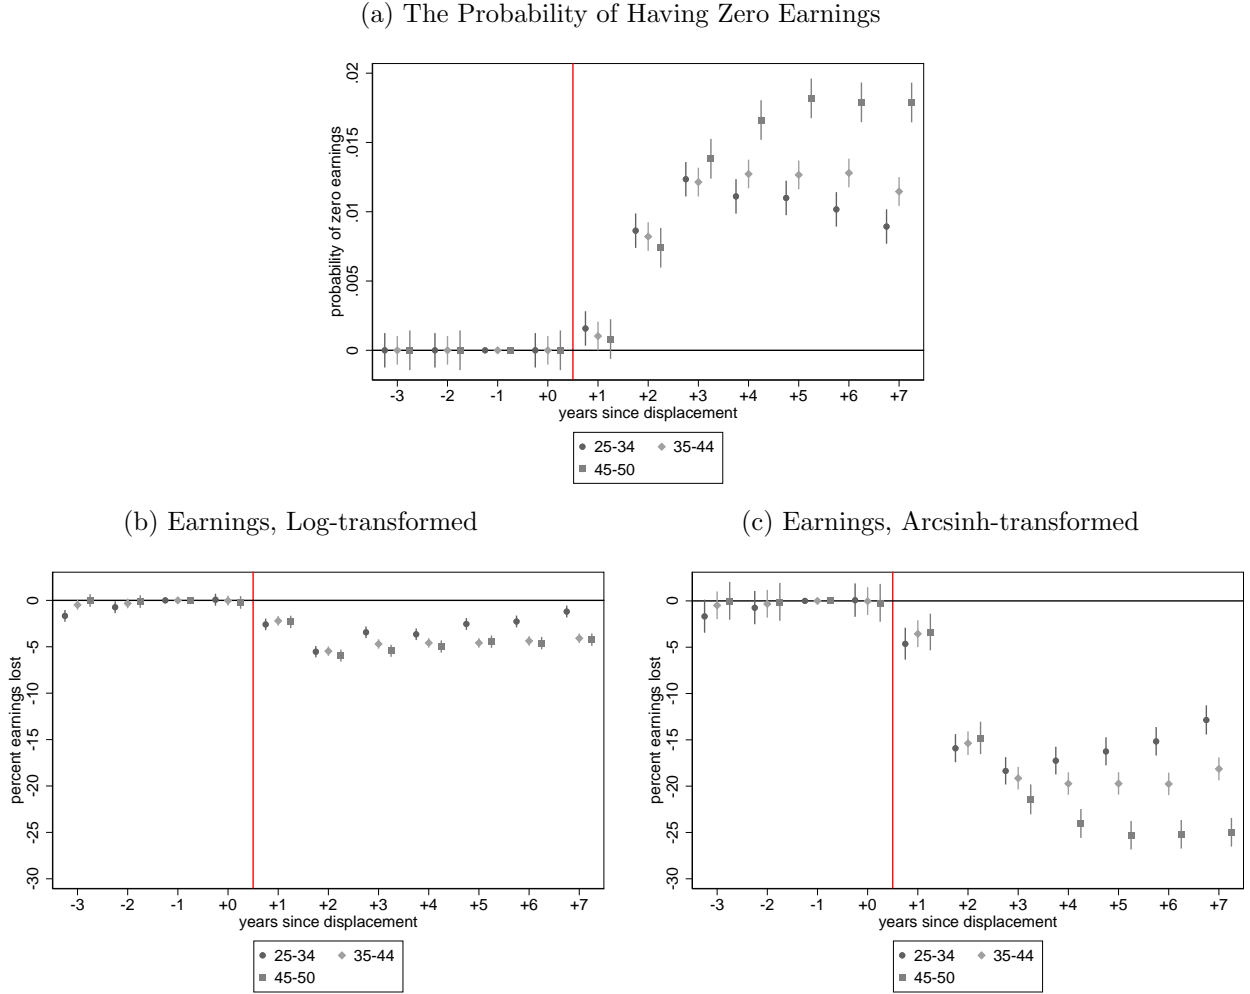 (a) The Probability of Having Zero Earnings
probability of zero earnings
.02
.015
.01
.005
0
-3 -2 -1 +0 +1 +2 +3 +4 +5 +6 +7
years since displacement
25-34 35-44
45-50
(b) Earnings, Log-transformed
percent earnings lost
0
-5
-10
-15
-20
-25
-30
-3 -2 -1 +0 +1 +2 +3 +4 +5 +6 +7
years since displacement
25-34 35-44
45-50
(c) Earnings, Arcsinh-transformed
percent earnings lost
0
-5
-10
-15
-20
-25
-30
-3 -2 -1 +0 +1 +2 +3 +4 +5 +6 +7
years since displacement
25-34 35-44
45-50